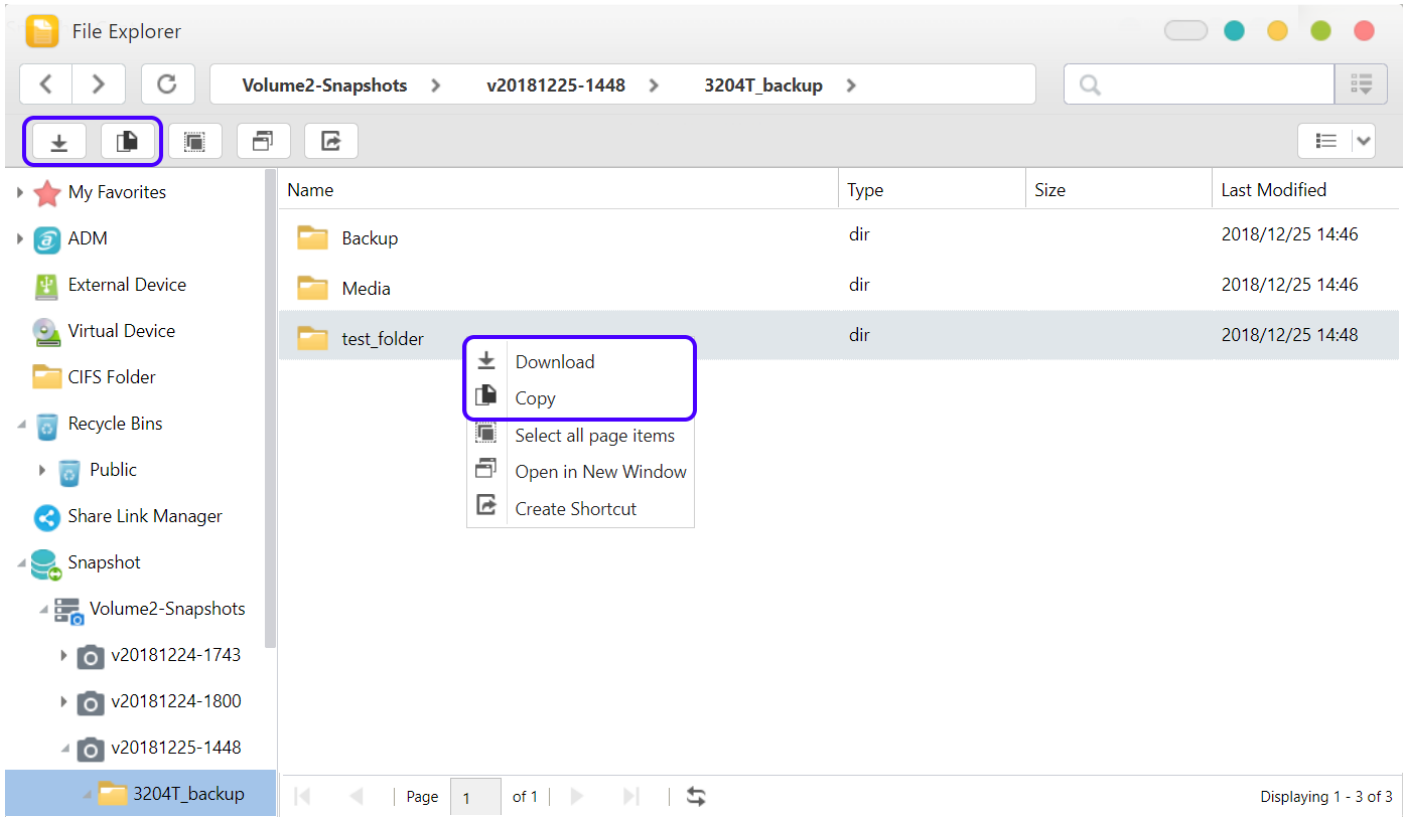 File Explorer
Volume2-Snapshots > v20181225-1448 > 3204T_backup >
My Favorites
ADM
External Device
Virtual Device
CIFS Folder
Recycle Bins
Public
Share Link Manager
Snapshot
Volume2-Snapshots
v20181224-1743
v20181224-1800
v20181225-1448
3204T_backup
Name Type Size Last Modified
Backup dir 2018/12/25 14:46
Media dir 2018/12/25 14:46
test_folder dir 2018/12/25 14:48
Download
Copy
Select all page items
Open in New Window
Create Shortcut
Page 1 of 1 Displaying 1 - 3 of 3